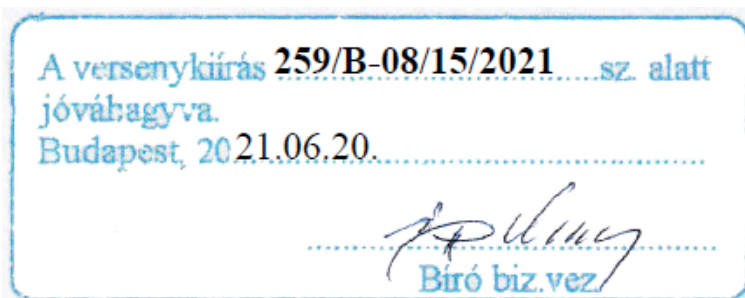 A versenykiírás 259/B-08/15/2021.....sz. alatt
jóváhagyva.
Budapest, 2021.06.20.
Bíró biz.vez.